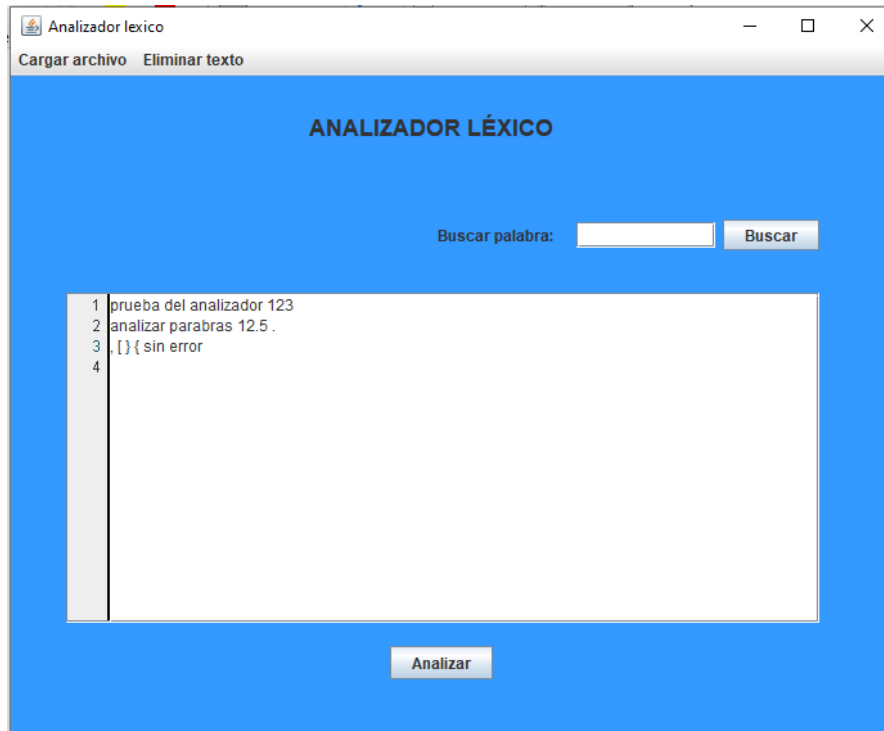 Analizador lexico
Cargar archivo Eliminar texto
ANALIZADOR LÉXICO
Buscar palabra: Buscar
1 prueba del analizador 123
2 analizar parabras 12.5 .
3 , [ } { sin error
4
Analizar